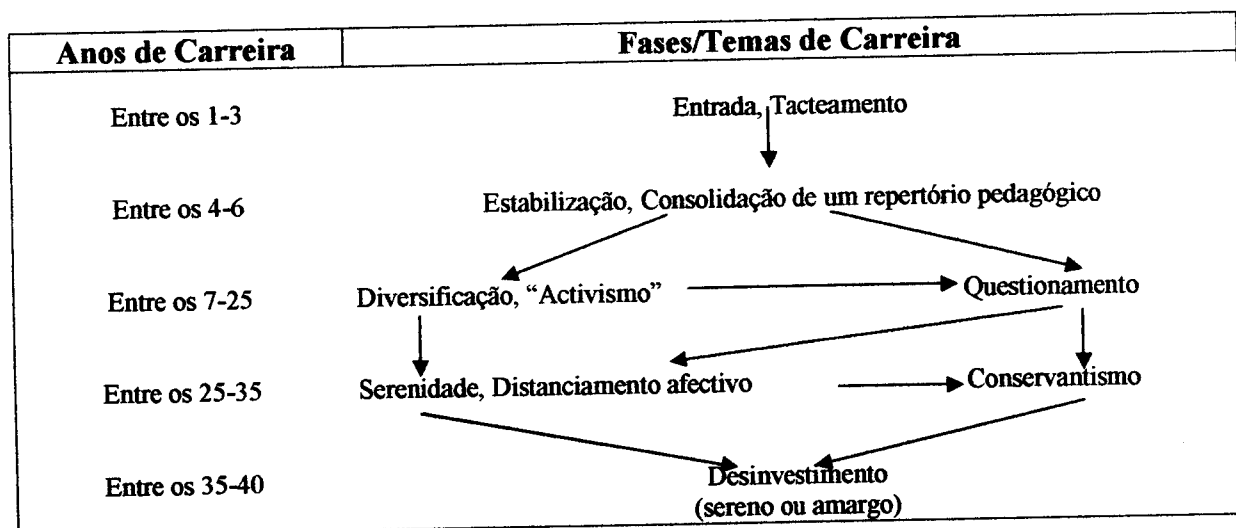 Anos de Carreira
Fases/Temas de Carreira
Entre os 1-3
Entrada, Tacteamento
Entre os 4-6
Estabilização, Consolidação de um repertório pedagógico
Entre os 7-25
Diversificação, “Activismo”
Questionamento
Entre os 25-35
Serenidade, Distanciamento afectivo
Conservantismo
Entre os 35-40
Desinvestimento
(sereno ou amargo)